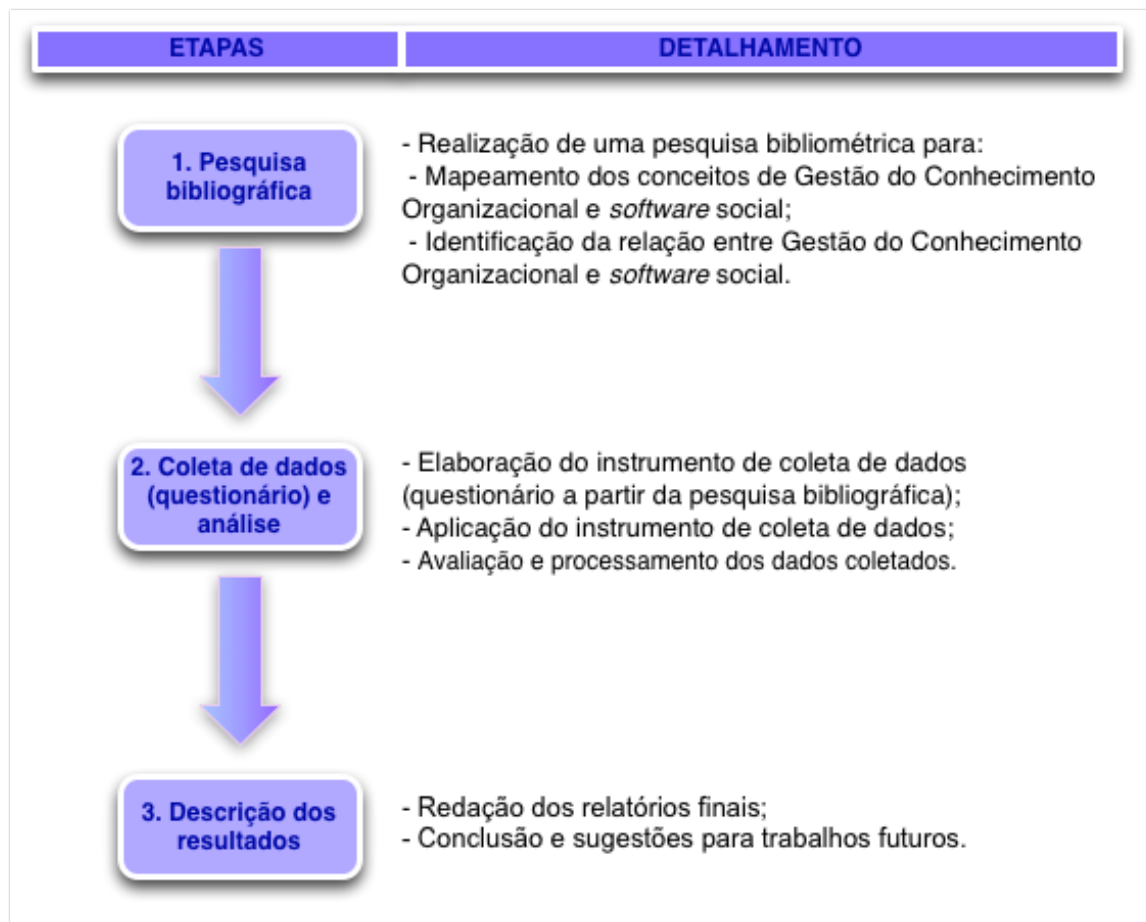 ETAPAS DETALHAMENTO
1. Pesquisa
bibliográfica
- Realização de uma pesquisa bibliométrica para:
- Mapeamento dos conceitos de Gestão do Conhecimento
Organizacional e software social;
- Identificação da relação entre Gestão do Conhecimento
Organizacional e software social.
2. Coleta de dados
(questionário) e
análise
- Elaboração do instrumento de coleta de dados
(questionário a partir da pesquisa bibliográfica);
- Aplicação do instrumento de coleta de dados;
- Avaliação e processamento dos dados coletados.
3. Descrição dos
resultados
- Redação dos relatórios finais;
- Conclusão e sugestões para trabalhos futuros.